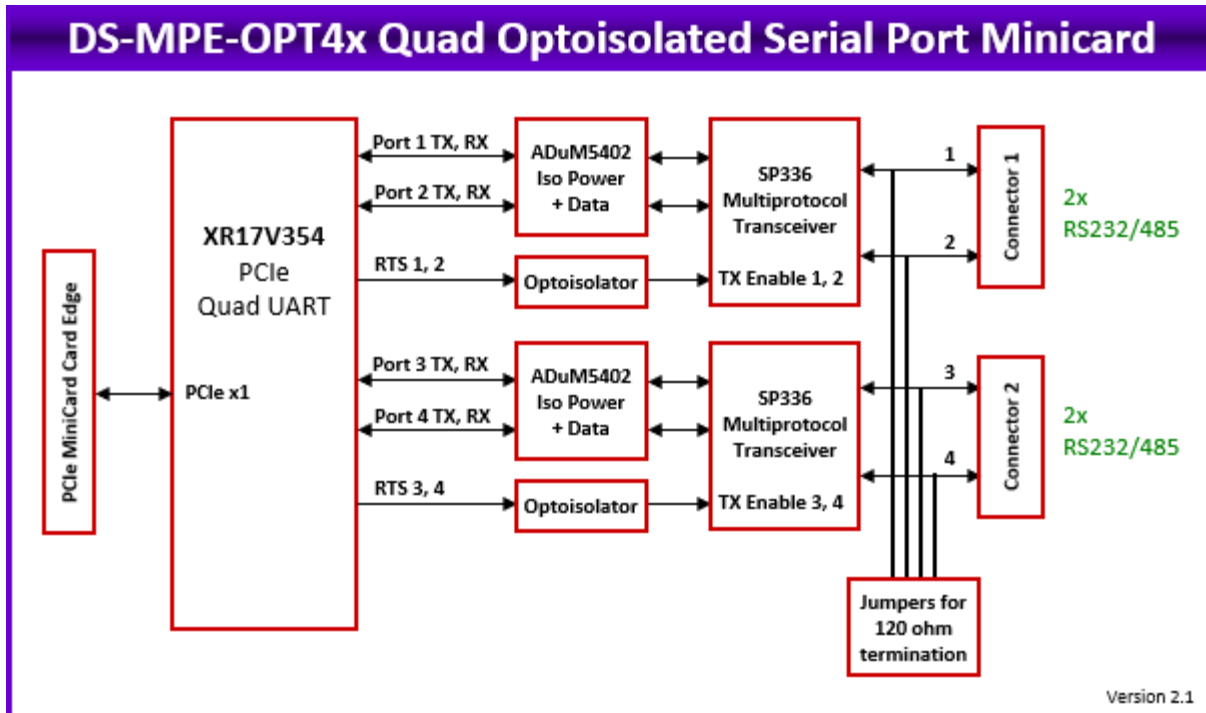 DS-MPE-OPT4x Quad Optoisolated Serial Port Minicard
PCIe MiniCard Card Edge
XR17V354
PCIe
Quad UART
PCIe x1
Port 1 TX, RX
Port 2 TX, RX
RTS 1, 2
ADuM5402
Iso Power
+ Data
Optoisolator
SP336
Multiprotocol
Transceiver
TX Enable 1, 2
1
2
Connector 1
2x
RS232/485
Port 3 TX, RX
Port 4 TX, RX
RTS 3, 4
ADuM5402
Iso Power
+ Data
Optoisolator
SP336
Multiprotocol
Transceiver
TX Enable 3, 4
3
4
Connector 2
2x
RS232/485
Jumpers for
120 ohm
termination
Version 2.1